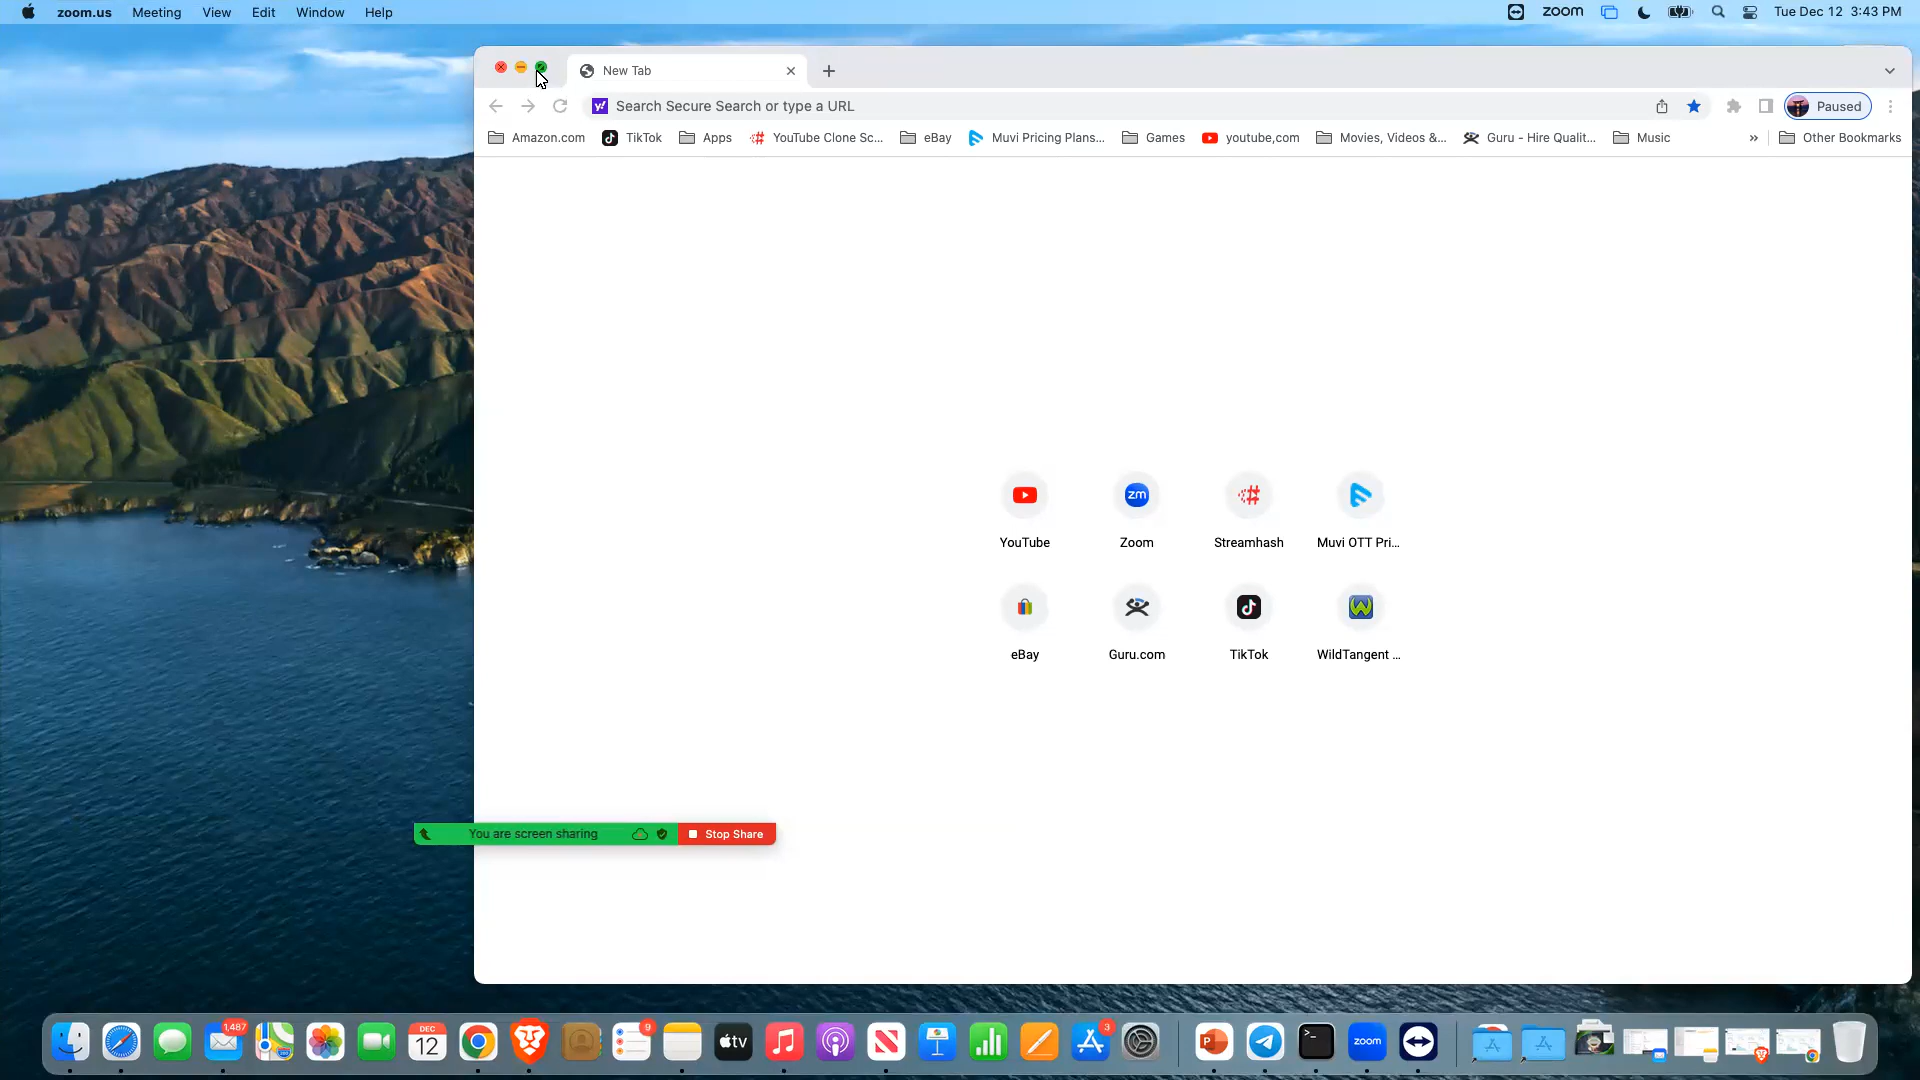 zoom.us Meeting View Edit Window Help
zoom Tue Dec 12 3:43 PM
New Tab
y! Search Secure Search or type a URL
Paused
Amazon.com TikTok Apps YouTube Clone Sc... eBay Muvi Pricing Plans... Games youtube,com Movies, Videos &... Guru - Hire Qualit... Music » Other Bookmarks
zm
YouTube Zoom Streamhash Muvi OTT Pri...
eBay Guru.com TikTok WildTangent ...
You are screen sharing Stop Share
1,487
DEC
12
9
tv
3
zoom